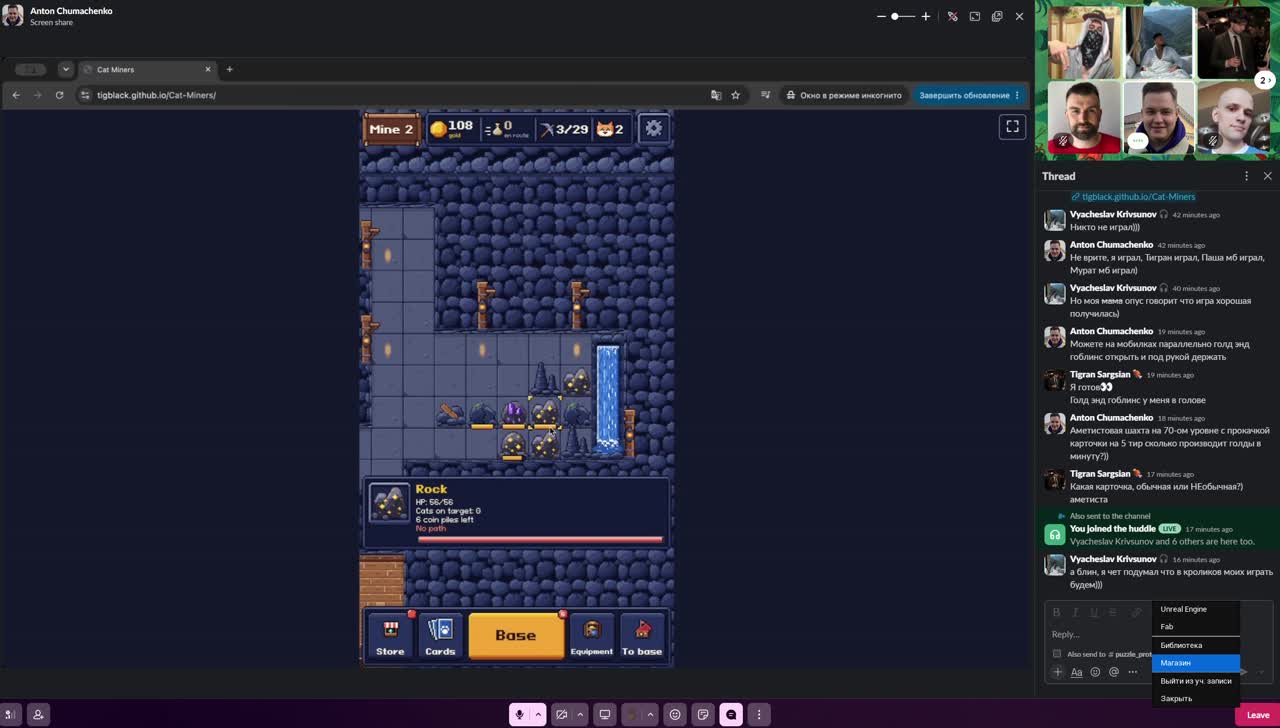 Anton Chumachenko
Screen share
Cat Miners
tigblack.github.io/Cat-Miners/
Окно в режиме инкогнито
Завершить обновление
Mine 2
108
gold
0
en route
3/29
2
Rock
HP: 56/56
Cats on target: 0
6 coin piles left
No path
Store
Cards
Base
Equipment
To base
2
Thread
tigblack.github.io/Cat-Miners
Vyacheslav Krivsunov 42 minutes ago
Никто не играл)))
Anton Chumachenko 42 minutes ago
Не врите, я играл, Тигран играл, Паша мб играл,
Мурат мб играл)
Vyacheslav Krivsunov 40 minutes ago
Но моя мама опус говорит что игра хорошая
получилась)
Anton Chumachenko 19 minutes ago
Можете на мобилках параллельно голд энд
гоблинс открыть и под рукой держать
Tigran Sargsian 19 minutes ago
Я готов👀
Голд энд гоблинс у меня в голове
Anton Chumachenko 18 minutes ago
Аметистовая шахта на 70-ом уровне с прокачкой
карточки на 5 тир сколько производит голды в
минуту?))
Tigran Sargsian 17 minutes ago
Какая карточка, обычная или НЕобычная?)
аметиста
Also sent to the channel
You joined the huddle LIVE 17 minutes ago
Vyacheslav Krivsunov and 6 others are here too.
Vyacheslav Krivsunov 16 minutes ago
а блин, я чет подумал что в кроликов моих играть
будем)))
Reply...
Also send to # puzzle_prot
Aa
Unreal Engine
Fab
Библиотека
Магазин
Выйти из уч. записи
Закрыть
Leave